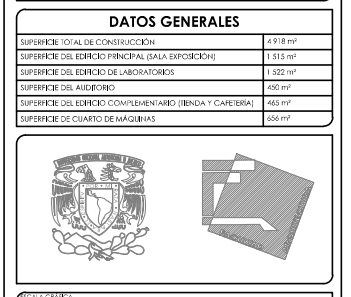 DATOS GENERALES
SUPERFICIE TOTAL DE CONSTRUCCIÓN 4 918 m²
SUPERFICIE DEL EDIFICIO PRINCIPAL (SALA EXPOSICIÓN) 1 515 m²
SUPERFICIE DEL EDIFICIO DE LABORATORIOS 1 522 m²
SUPERFICIE DEL AUDITORIO 450 m²
SUPERFICIE DEL EDIFICIO COMPLEMENTARIO (TIENDA Y CAFETERÍA) 465 m²
SUPERFICIE DE CUARTO DE MÁQUINAS 656 m²
ESCALA GRÁFICA